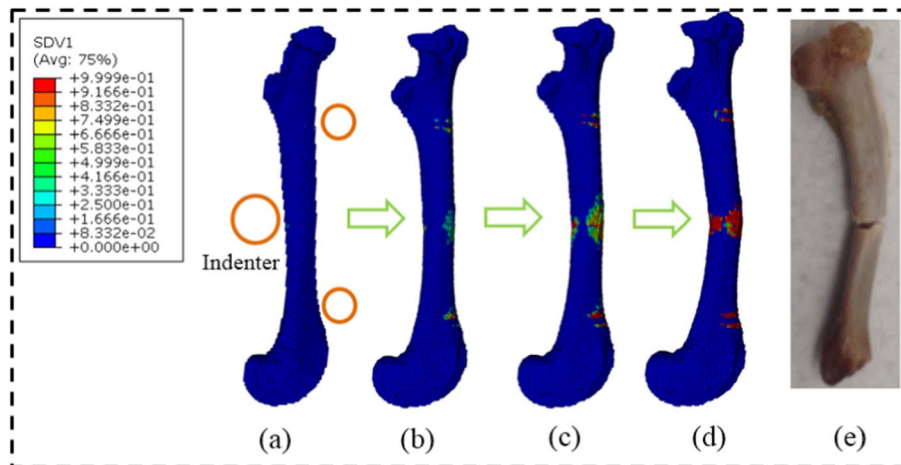 SDV1
(Avg: 75%)
+9.999e-01
+9.166e-01
+8.332e-01
+7.499e-01
+6.666e-01
+5.833e-01
+4.999e-01
+4.166e-01
+3.333e-01
+2.500e-01
+1.666e-01
+8.332e-02
+0.000e+00
Indenter
(a) (b) (c) (d) (e)